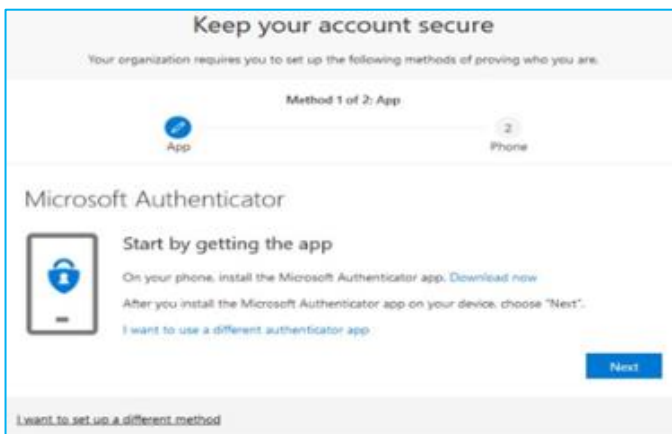 Keep your account secure
Your organization requires you to set up the following methods of proving who you are.
Method 1 of 2: App
App
2
Phone
Microsoft Authenticator
Start by getting the app
On your phone, install the Microsoft Authenticator app. Download now
After you install the Microsoft Authenticator app on your device, choose "Next".
I want to use a different authenticator app
Next
I want to set up a different method